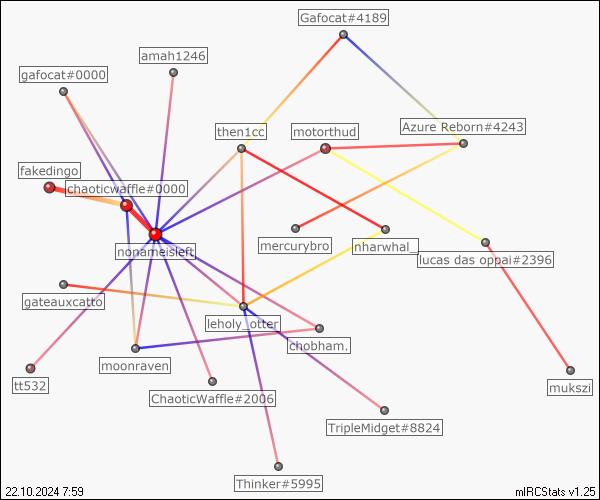 Gafocat#4189
amah1246
gafocat#0000
then1cc
motorthud
Azure Reborn#4243
fakedingo
chaoticwaffle#0000
nonameisleft
mercurybro
nharwhal_
lucas das oppai#2396
gateauxcatto
leholy_otter
chobham.
moonraven
tt532
ChaoticWaffle#2006
mukszi
TripleMidget#8824
Thinker#5995
22.10.2024 7:59
mIRCStats v1.25